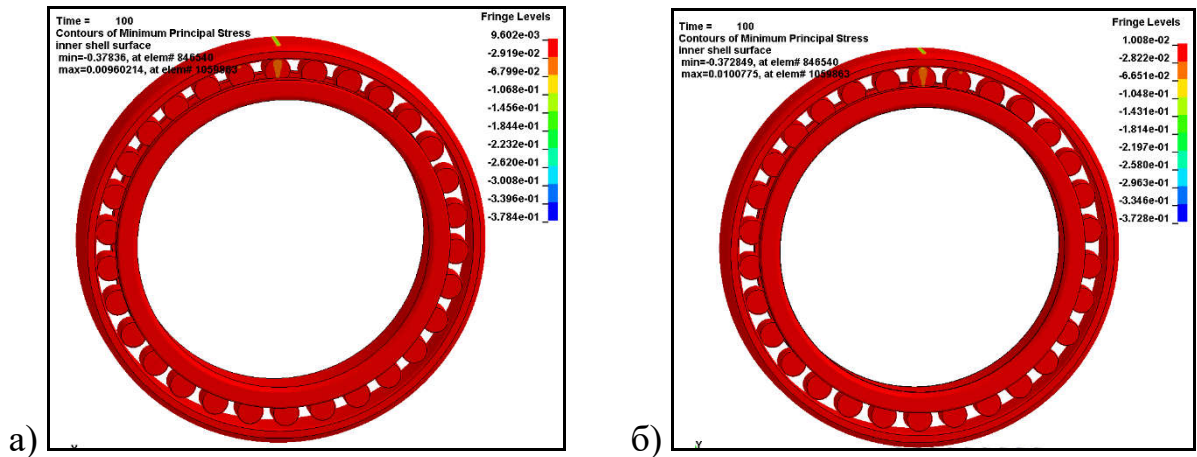 Time = 100
Contours of Minimum Principal Stress
inner shell surface
min=-0.37836, at elem# 846540
max=0.00960214, at elem# 1059863
Fringe Levels
9.602e-03
-2.919e-02
-6.799e-02
-1.068e-01
-1.456e-01
-1.844e-01
-2.232e-01
-2.620e-01
-3.008e-01
-3.396e-01
-3.784e-01
а)
Time = 100
Contours of Minimum Principal Stress
inner shell surface
min=-0.372849, at elem# 846540
max=0.0100775, at elem# 1059863
Fringe Levels
1.008e-02
-2.822e-02
-6.651e-02
-1.048e-01
-1.431e-01
-1.814e-01
-2.197e-01
-2.580e-01
-2.963e-01
-3.346e-01
-3.728e-01
Y
б)